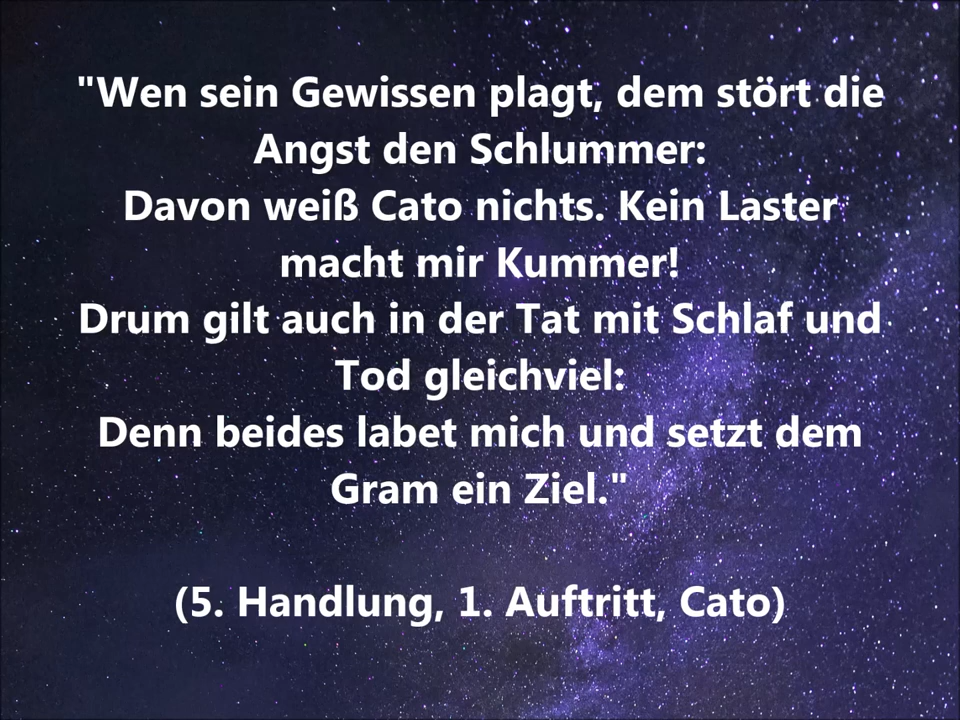 "Wen sein Gewissen plagt, dem stört die
Angst den Schlummer:
Davon weiß Cato nichts. Kein Laster
macht mir Kummer!
Drum gilt auch in der Tat mit Schlaf und
Tod gleichviel:
Denn beides labet mich und setzt dem
Gram ein Ziel."
(5. Handlung, 1. Auftritt, Cato)